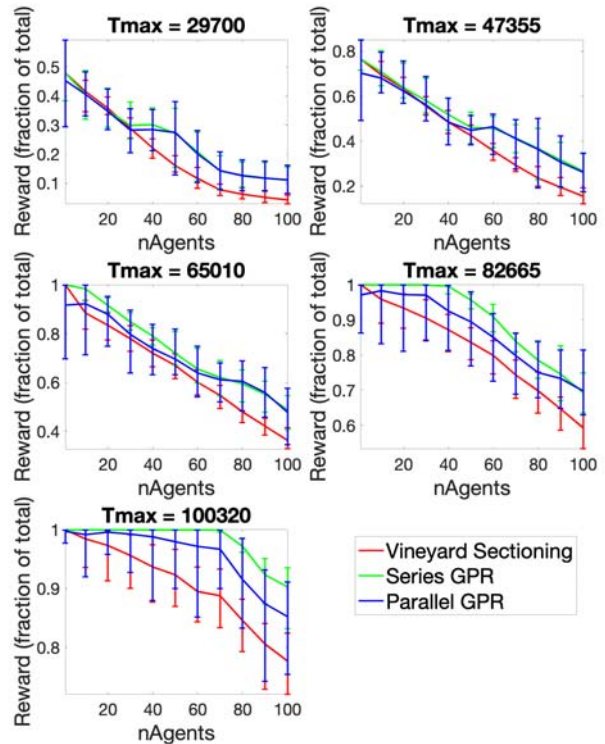 Tmax = 29700
Reward (fraction of total)
0.5
0.4
0.3
0.2
0.1
20 40 60 80 100
nAgents
Tmax = 47355
Reward (fraction of total)
0.8
0.6
0.4
0.2
20 40 60 80 100
nAgents
Tmax = 65010
Reward (fraction of total)
1
0.8
0.6
0.4
20 40 60 80 100
nAgents
Tmax = 82665
Reward (fraction of total)
1
0.9
0.8
0.7
0.6
20 40 60 80 100
nAgents
Tmax = 100320
Reward (fraction of total)
1
0.9
0.8
20 40 60 80 100
nAgents
Vineyard Sectioning
Series GPR
Parallel GPR